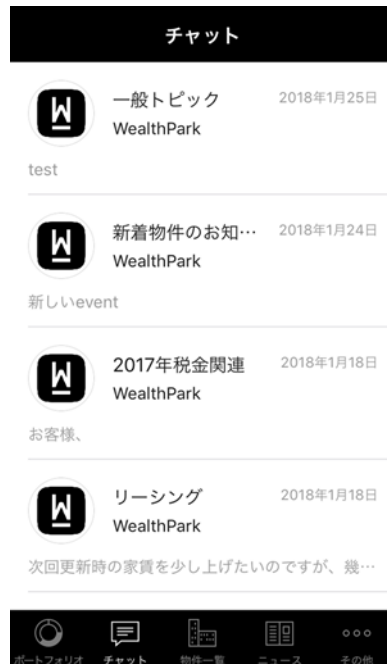 チャット
一般トピック 2018年1月25日
WealthPark
test
新着物件のお知… 2018年1月24日
WealthPark
新しいevent
2017年税金関連 2018年1月18日
WealthPark
お客様、
リーシング 2018年1月18日
WealthPark
次回更新時の家賃を少し上げたいのですが、幾…
ポートフォリオ チャット 物件一覧 ニュース その他